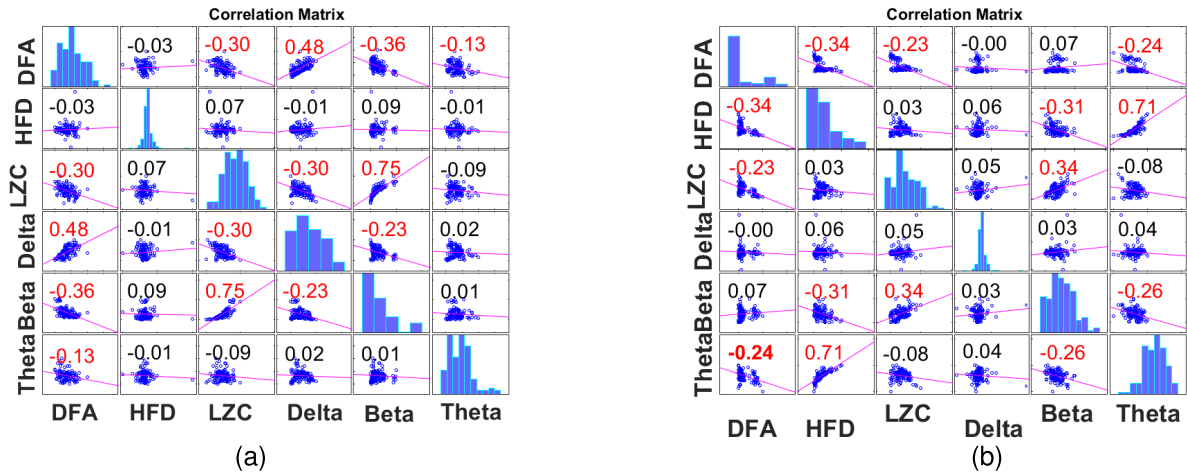 Correlation Matrix
DFA -0.03 -0.30 0.48 -0.36 -0.13
HFD -0.03 0.07 -0.01 0.09 -0.01
LZC -0.30 0.07 -0.30 0.75 -0.09
Delta 0.48 -0.01 -0.30 -0.23 0.02
Beta -0.36 0.09 0.75 -0.23 0.01
Theta -0.13 -0.01 -0.09 0.02 0.01
DFA HFD LZC Delta Beta Theta
(a)
Correlation Matrix
DFA -0.34 -0.23 -0.00 0.07 -0.24
HFD -0.34 0.03 0.06 -0.31 0.71
LZC -0.23 0.03 0.05 0.34 -0.08
Delta -0.00 0.06 0.05 0.03 0.04
Beta 0.07 -0.31 0.34 0.03 -0.26
Theta -0.24 0.71 -0.08 0.04 -0.26
DFA HFD LZC Delta Beta Theta
(b)